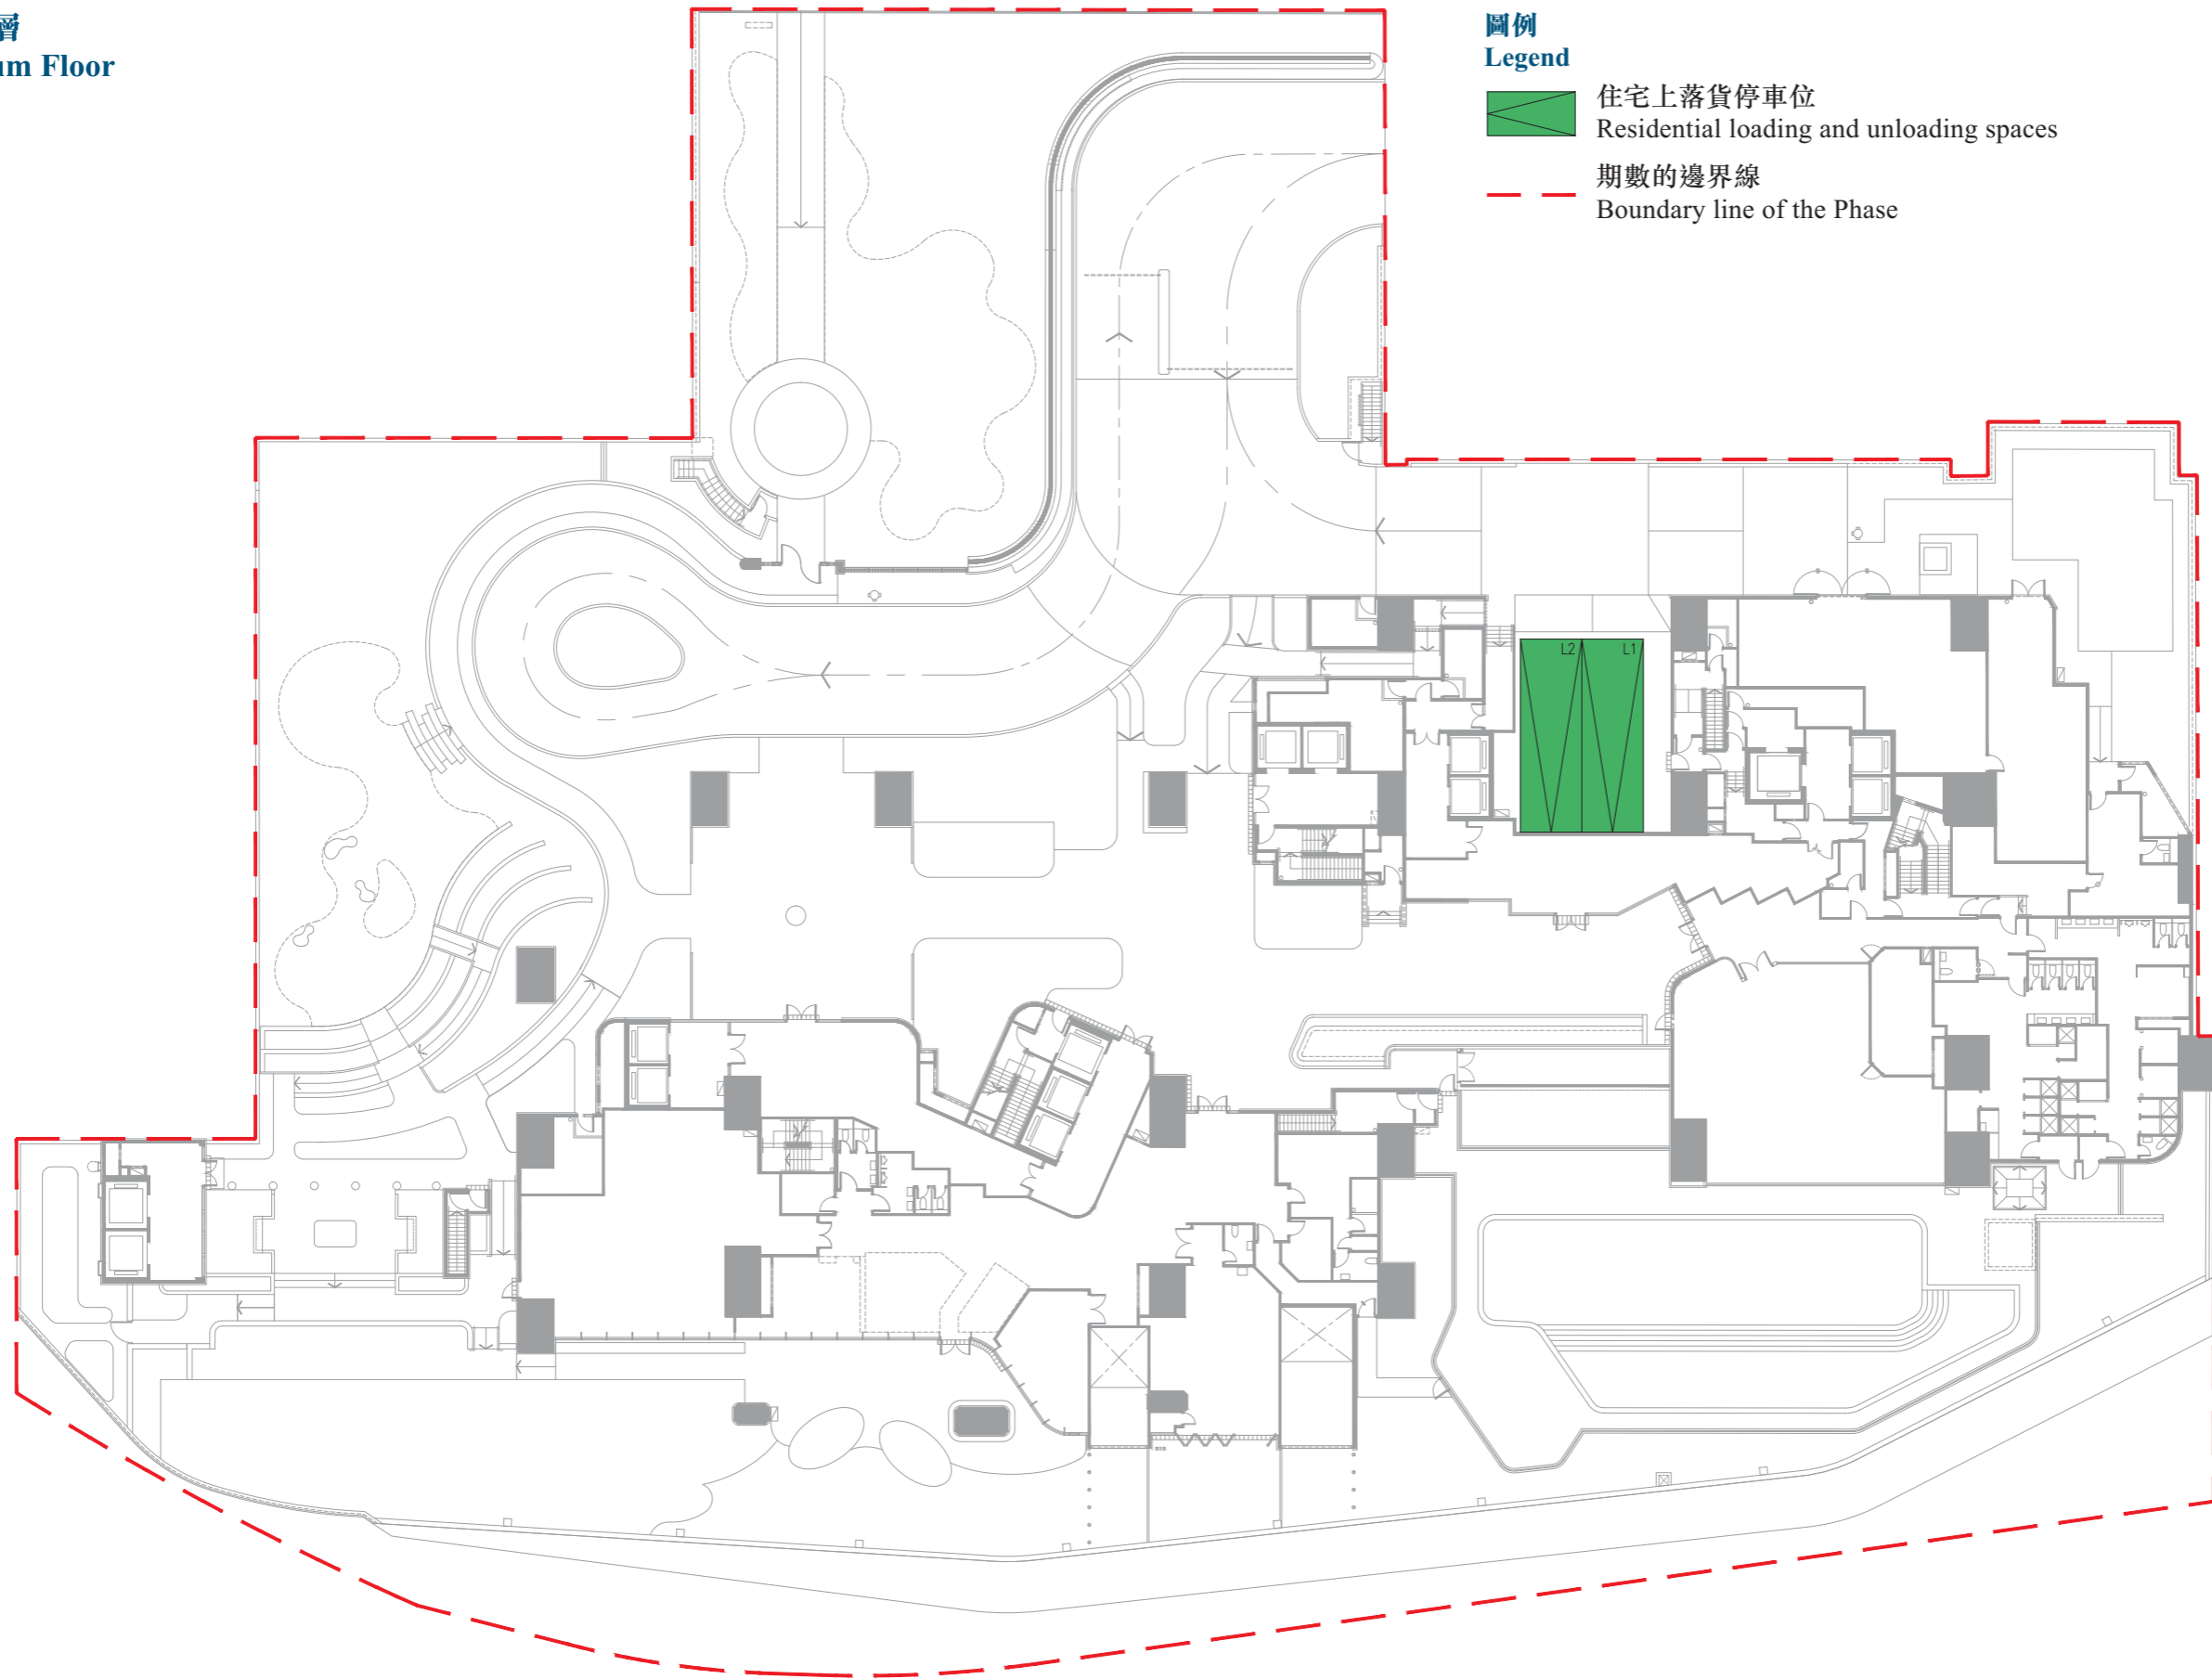 層
Floor
圖例
Legend
住宅上落貨停車位
Residential loading and unloading spaces
期數的邊界線
Boundary line of the Phase
L2
L1